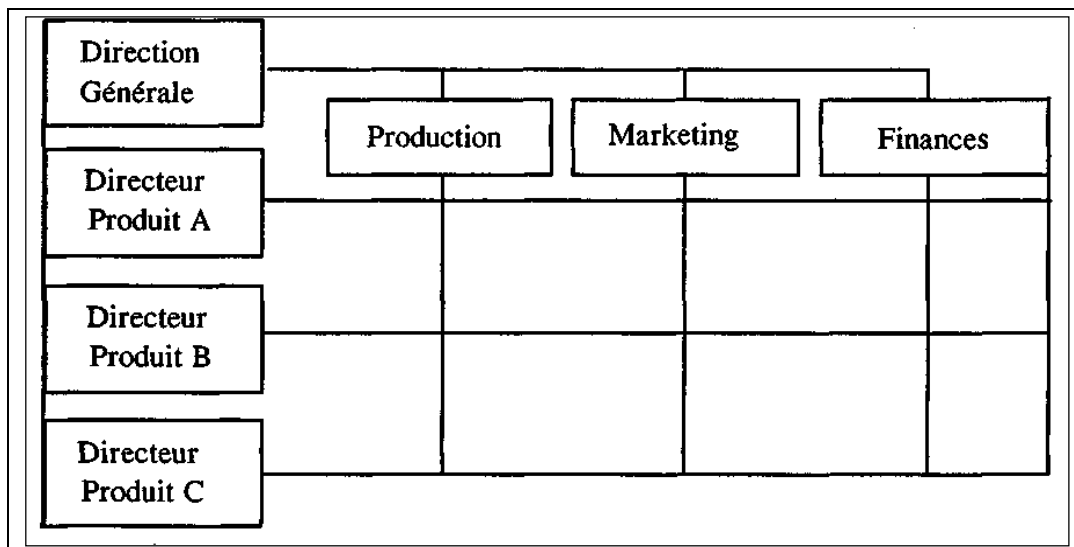 Direction
Générale
Production
Marketing
Finances
Directeur
Produit A
Directeur
Produit B
Directeur
Produit C